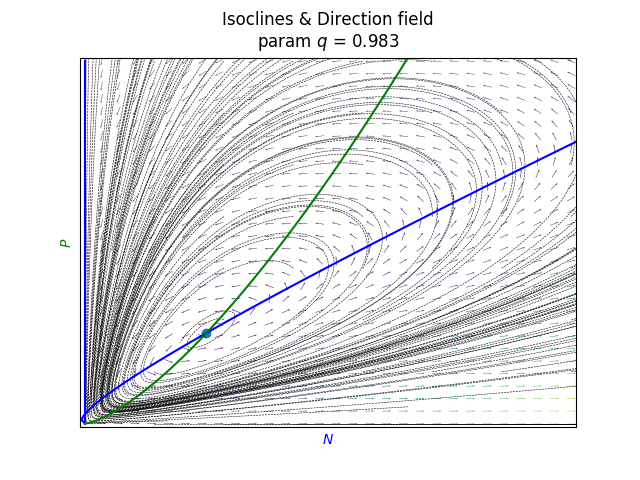 Isoclines & Direction field
param q = 0.983
P
N